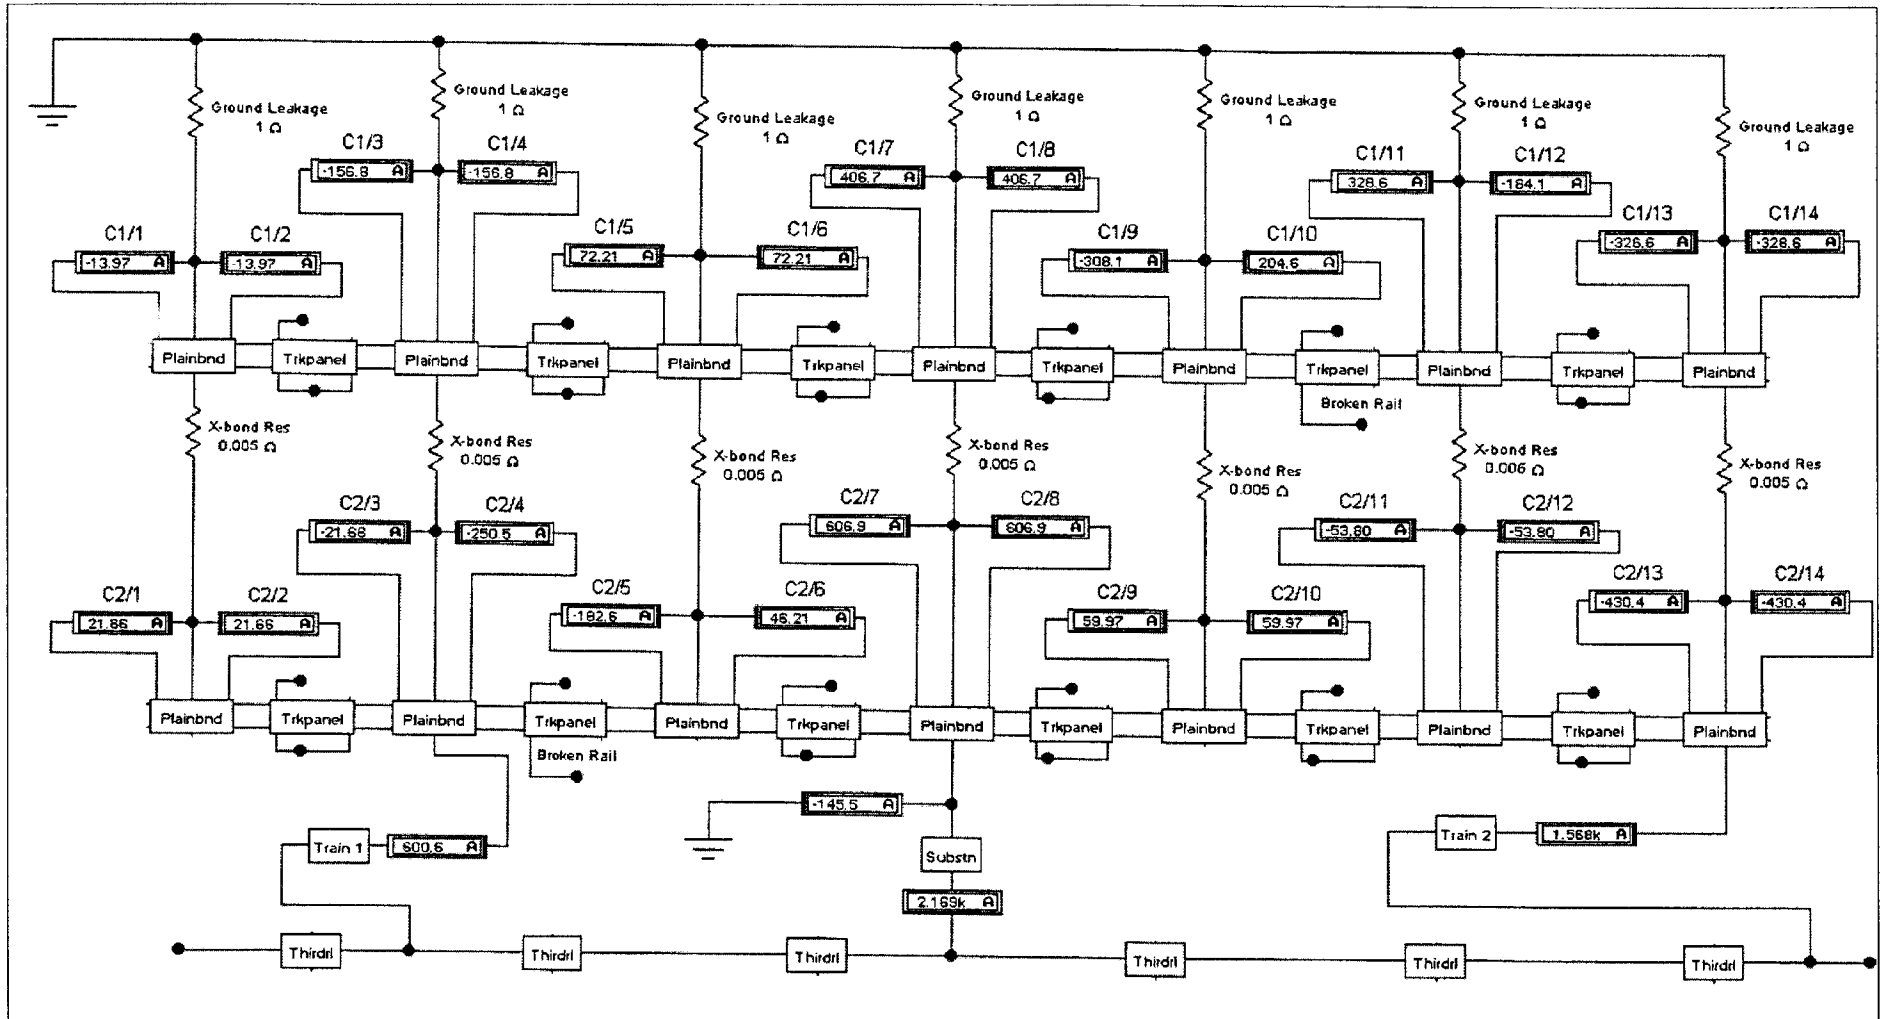 Ground Leakage
1 Ω
Ground Leakage
1 Ω
Ground Leakage
1 Ω
Ground Leakage
1 Ω
Ground Leakage
1 Ω
Ground Leakage
1 Ω
Ground Leakage
1 Ω
C1/3 C1/4 C1/7 C1/8 C1/11 C1/12
-156.8 A -156.8 A 406.7 A 406.7 A 328.6 A -184.1 A
C1/1 C1/2 C1/5 C1/6 C1/9 C1/10 C1/13 C1/14
-13.97 A -13.97 A 72.21 A 72.21 A -308.1 A 204.6 A -328.6 A -328.6 A
Plainbnd Trkpanel Plainbnd Trkpanel Plainbnd Trkpanel Plainbnd Trkpanel Plainbnd Trkpanel Plainbnd Trkpanel Plainbnd
Broken Rail
X-bond Res
0.005 Ω
X-bond Res
0.005 Ω
X-bond Res
0.005 Ω
X-bond Res
0.005 Ω
X-bond Res
0.005 Ω
X-bond Res
0.005 Ω
X-bond Res
0.005 Ω
C2/3 C2/4 C2/7 C2/8 C2/11 C2/12
-21.68 A -250.5 A 606.9 A 606.9 A -53.80 A -53.80 A
C2/1 C2/2 C2/5 C2/6 C2/9 C2/10 C2/13 C2/14
21.66 A 21.66 A -182.6 A 46.21 A 59.97 A 59.97 A -430.4 A -430.4 A
Plainbnd Trkpanel Plainbnd Trkpanel Plainbnd Trkpanel Plainbnd Trkpanel Plainbnd Trkpanel Plainbnd Trkpanel Plainbnd
Broken Rail
-145.5 A
Train 1 600.6 A
Substn
Train 2 1.568k A
2.169k A
Thirdrl Thirdrl Thirdrl Thirdrl Thirdrl Thirdrl